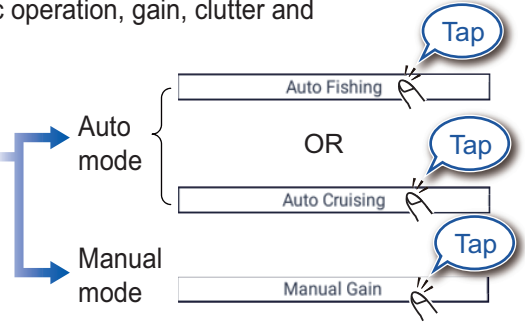 c operation, gain, clutter and
Tap
Auto Fishing
Auto
mode
OR
Tap
Auto Cruising
Tap
Manual
mode
Manual Gain